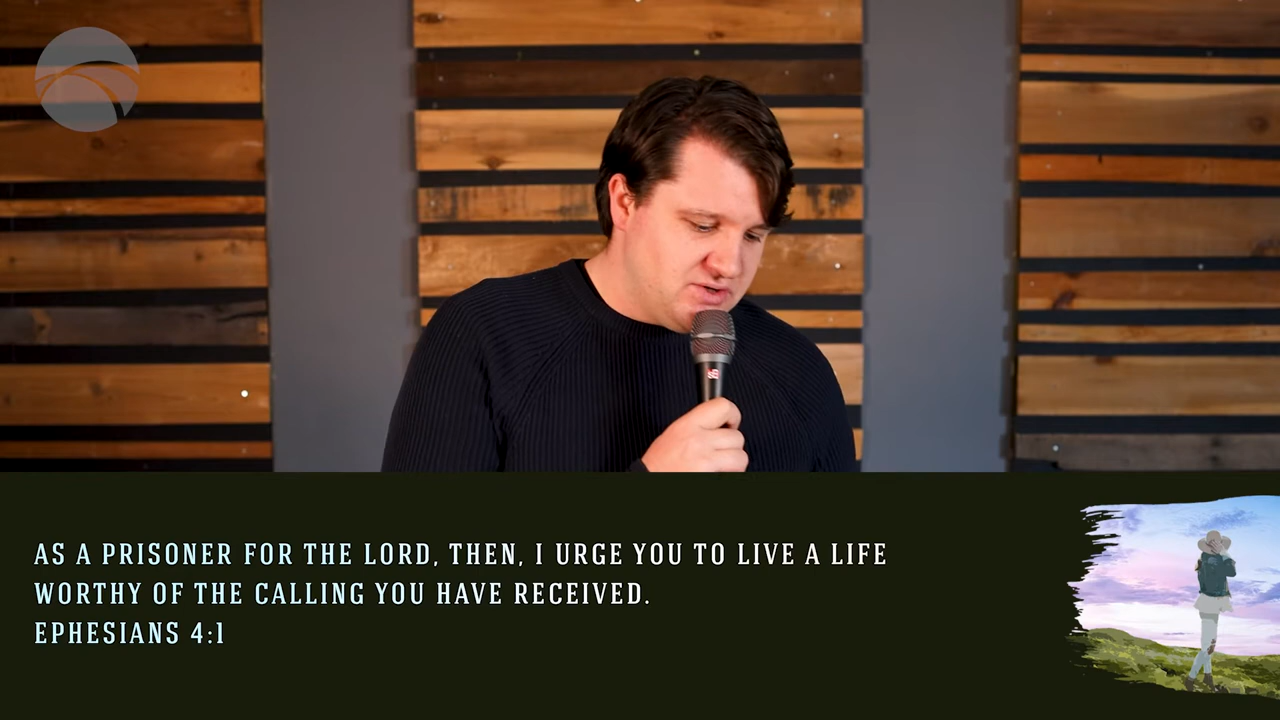 AS A PRISONER FOR THE LORD, THEN, I URGE YOU TO LIVE A LIFE
WORTHY OF THE CALLING YOU HAVE RECEIVED.
EPHESIANS 4:1